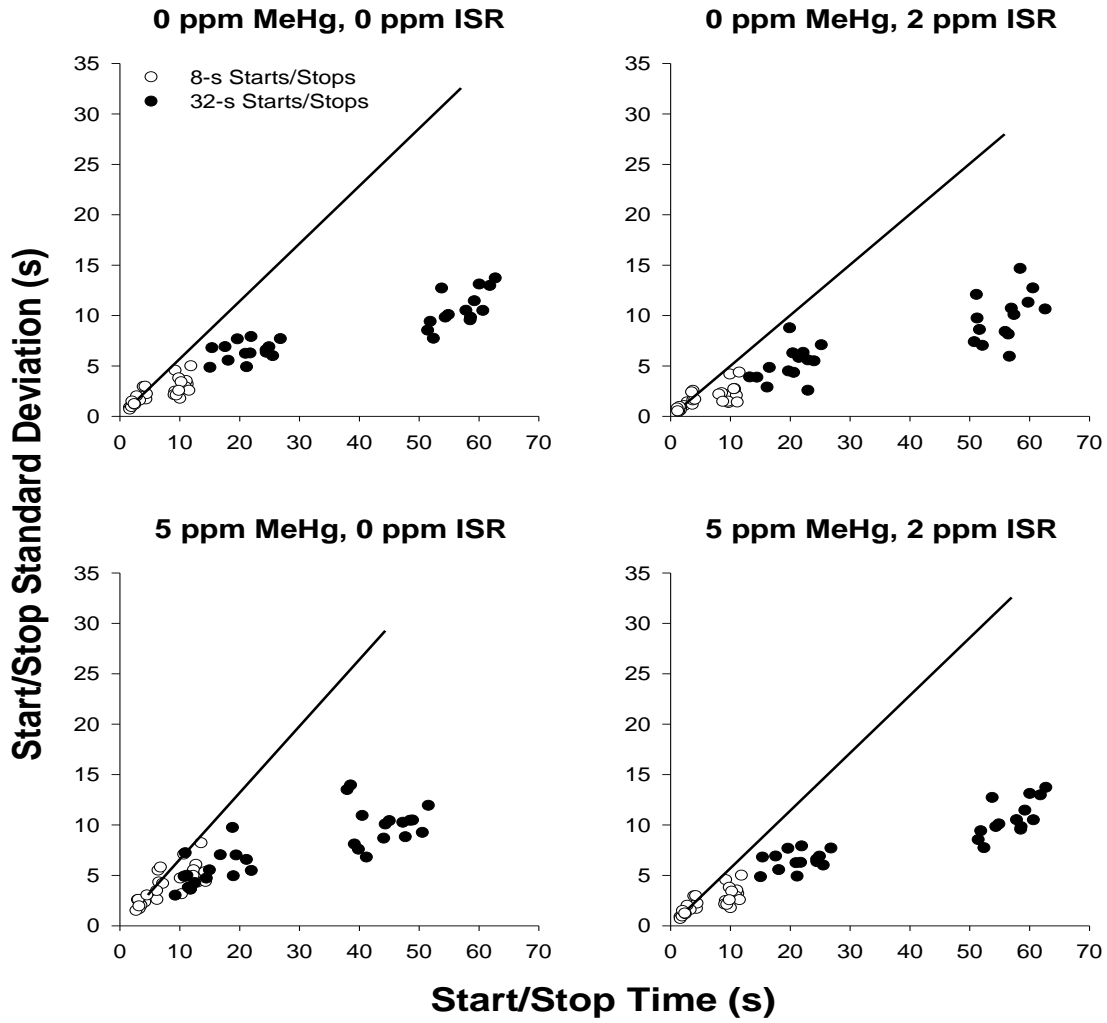 0 ppm MeHg, 0 ppm ISR
0 ppm MeHg, 2 ppm ISR
35
30
25
20
15
10
5
0
8-s Starts/Stops
32-s Starts/Stops
0 10 20 30 40 50 60 70
35
30
25
20
15
10
5
0
0 10 20 30 40 50 60 70
Start/Stop Standard Deviation (s)
5 ppm MeHg, 0 ppm ISR
5 ppm MeHg, 2 ppm ISR
35
30
25
20
15
10
5
0
0 10 20 30 40 50 60 70
35
30
25
20
15
10
5
0
0 10 20 30 40 50 60 70
Start/Stop Time (s)